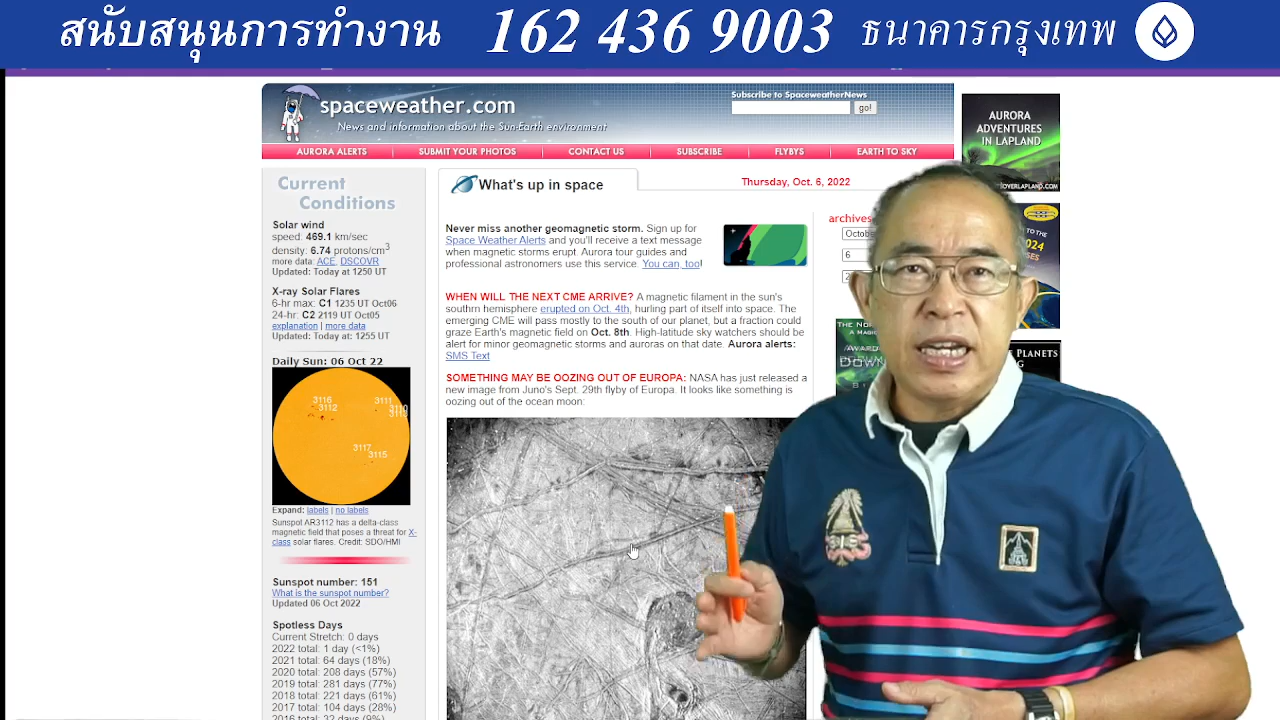 สนับสนุนการทำงาน 162 436 9003 ธนาคารกรุงเทพ
spaceweather.com
News and information about the Sun-Earth environment
Subscribe to SpaceweatherNews
go!
AURORA ALERTS
SUBMIT YOUR PHOTOS
CONTACT US
SUBSCRIBE
FLYBYS
EARTH TO SKY
AURORA
ADVENTURES
IN LAPLAND
Current
Conditions
Solar wind
speed: 469.1 km/sec
density: 6.74 protons/cm3
more data: ACE, DSCOVR
Updated: Today at 1250 UT
X-ray Solar Flares
6-hr max: C1 1235 UT Oct06
24-hr: C2 2119 UT Oct05
explanation | more data
Updated: Today at 1255 UT
Daily Sun: 06 Oct 22
3116
3112
3111
3117
3115
Expand: labels | no labels
Sunspot AR3112 has a delta-class
magnetic field that poses a threat for X-
class solar flares. Credit: SDO/HMI
Sunspot number: 151
What is the sunspot number?
Updated 06 Oct 2022
Spotless Days
Current Stretch: 0 days
2022 total: 1 day (<1%)
2021 total: 64 days (18%)
2020 total: 208 days (57%)
2019 total: 281 days (77%)
2018 total: 221 days (61%)
2017 total: 104 days (28%)
2016 total: 32 days (9%)
What's up in space
Thursday, Oct. 6, 2022
Never miss another geomagnetic storm. Sign up for
Space Weather Alerts and you'll receive a text message
when magnetic storms erupt. Aurora tour guides and
professional astronomers use this service. You can, too!
WHEN WILL THE NEXT CME ARRIVE? A magnetic filament in the sun's
southrn hemisphere erupted on Oct. 4th, hurling part of itself into space. The
emerging CME will pass mostly to the south of our planet, but a fraction could
graze Earth's magnetic field on Oct. 8th. High-latitude sky watchers should be
alert for minor geomagnetic storms and auroras on that date. Aurora alerts:
SMS Text
SOMETHING MAY BE OOZING OUT OF EUROPA: NASA has just released a
new image from Juno's Sept. 29th flyby of Europa. It looks like something is
oozing out of the ocean moon:
archives
6